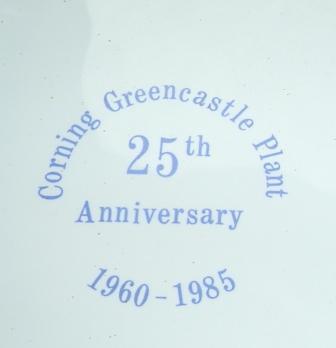 Corning Greencastle Plant
25th
Anniversary
1960-1985